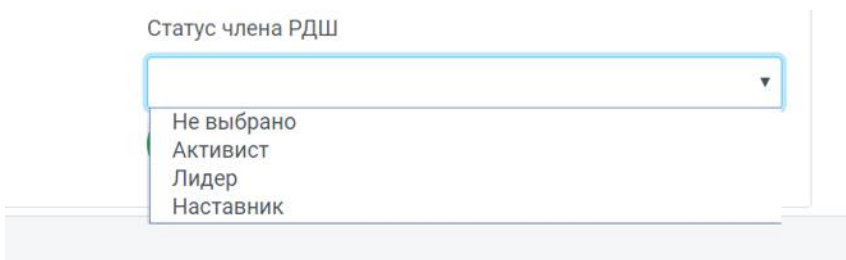 Статус члена РДШ
Не выбрано
Активист
Лидер
Наставник